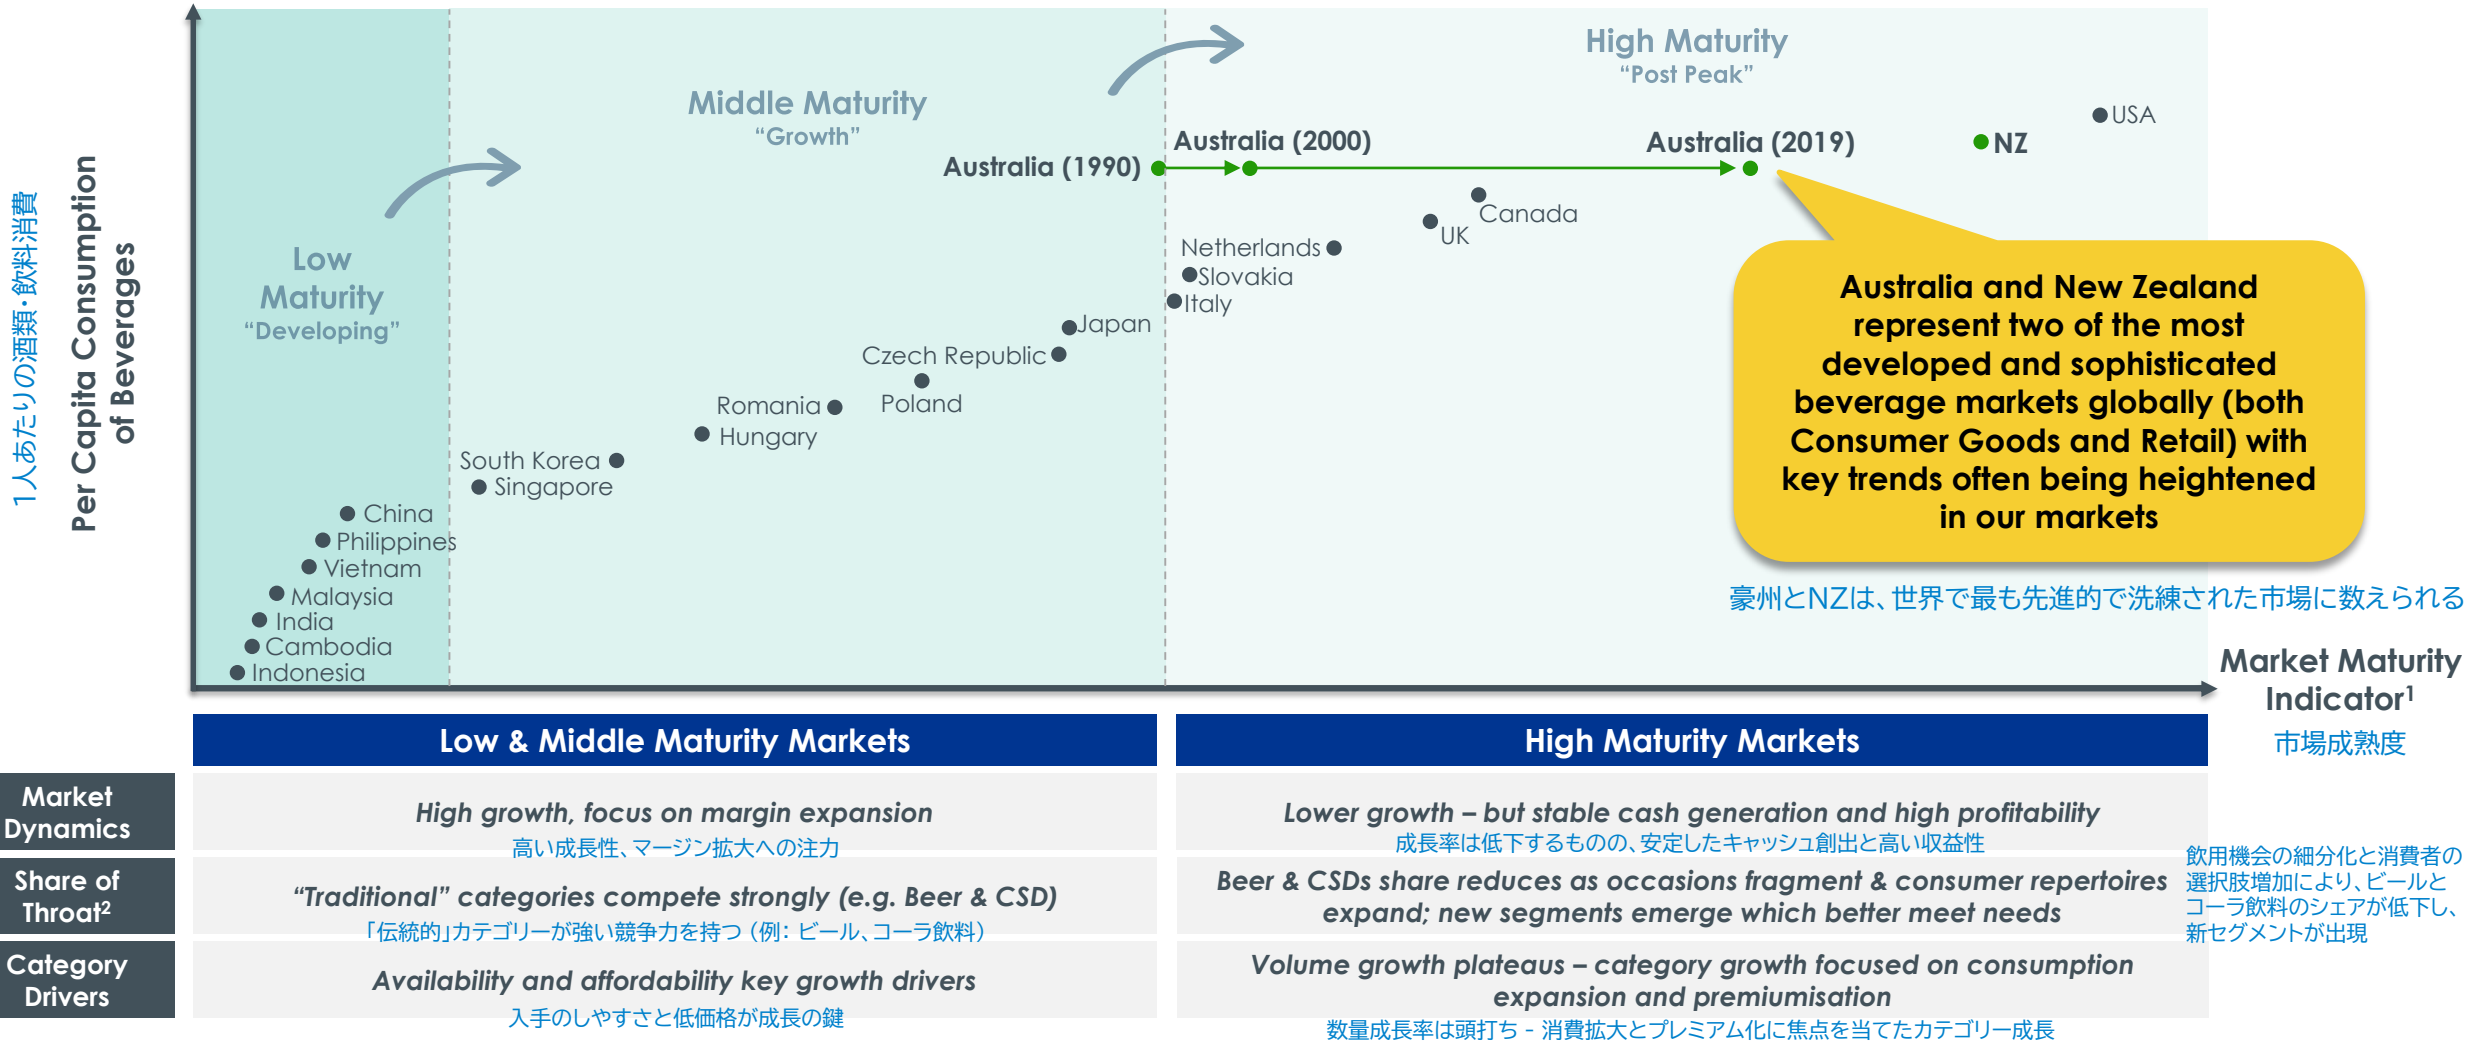 High Maturity
“Post Peak”
Middle Maturity
“Growth”
Low
Maturity
“Developing”
USA
NZ
Australia (1990)
Australia (2000)
Australia (2019)
Canada
UK
Netherlands
Slovakia
Italy
Japan
Czech Republic
Poland
Romania
Hungary
South Korea
Singapore
China
Philippines
Vietnam
Malaysia
India
Cambodia
Indonesia
1人あたりの酒類・飲料消費
Per Capita Consumption
of Beverages
Australia and New Zealand
represent two of the most
developed and sophisticated
beverage markets globally (both
Consumer Goods and Retail) with
key trends often being heightened
in our markets
豪州とNZは、世界で最も先進的で洗練された市場に数えられる
Market Maturity
Indicator¹
市場成熟度
Low & Middle Maturity Markets
High Maturity Markets
Market
Dynamics
High growth, focus on margin expansion
高い成長性、マージン拡大への注力
Lower growth – but stable cash generation and high profitability
成長率は低下するものの、安定したキャッシュ創出と高い収益性
Share of
Throat²
“Traditional” categories compete strongly (e.g. Beer & CSD)
「伝統的」カテゴリーが強い競争力を持つ（例： ビール、コーラ飲料）
Beer & CSDs share reduces as occasions fragment & consumer repertoires
expand; new segments emerge which better meet needs
飲用機会の細分化と消費者の
選択肢増加により、ビールと
コーラ飲料のシェアが低下し、
新セグメントが出現
Category
Drivers
Availability and affordability key growth drivers
入手のしやすさと低価格が成長の鍵
Volume growth plateaus – category growth focused on consumption
expansion and premiumisation
数量成長率は頭打ち - 消費拡大とプレミアム化に焦点を当てたカテゴリー成長